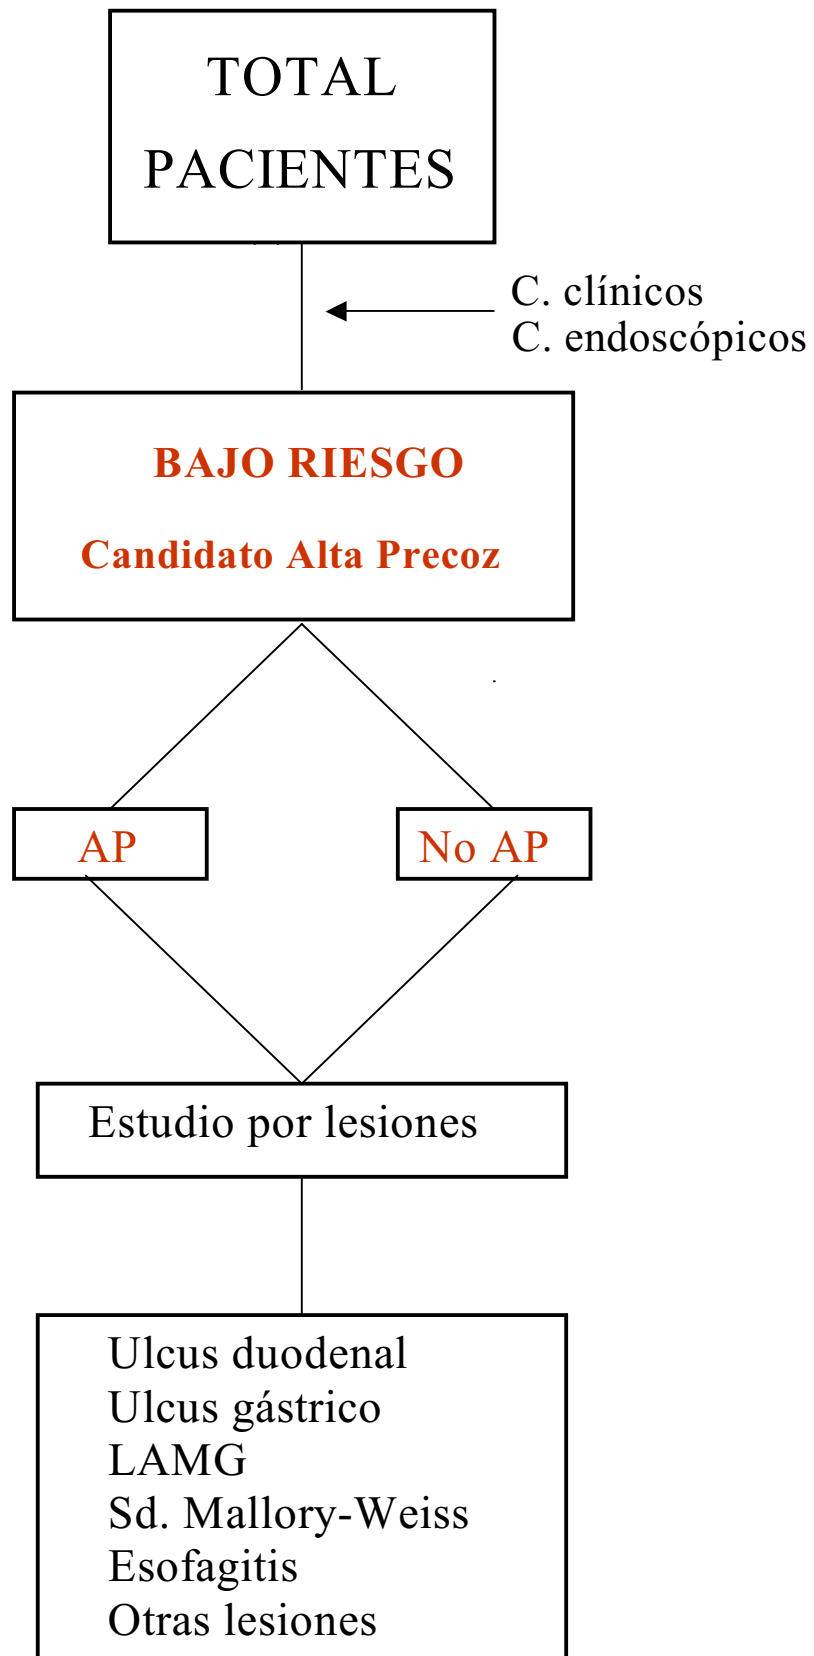 TOTAL
PACIENTES
C. clínicos
C. endoscópicos
BAJO RIESGO
Candidato Alta Precoz
AP
No AP
Estudio por lesiones
Ulcus duodenal
Ulcus gástrico
LAMG
Sd. Mallory-Weiss
Esofagitis
Otras lesiones